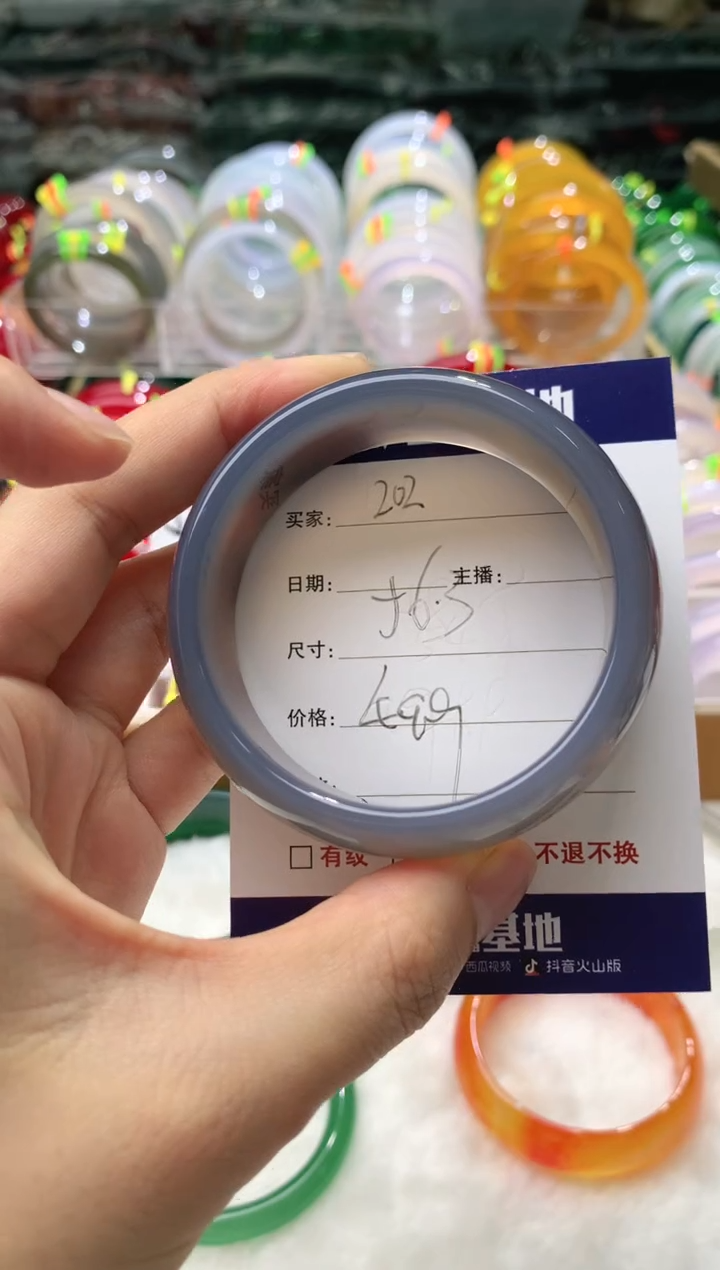 地
买家: 202
日期: 主播:
56.5
尺寸:
价格: 499
□ 有纹 不退不换
基地
西瓜视频 抖音火山版